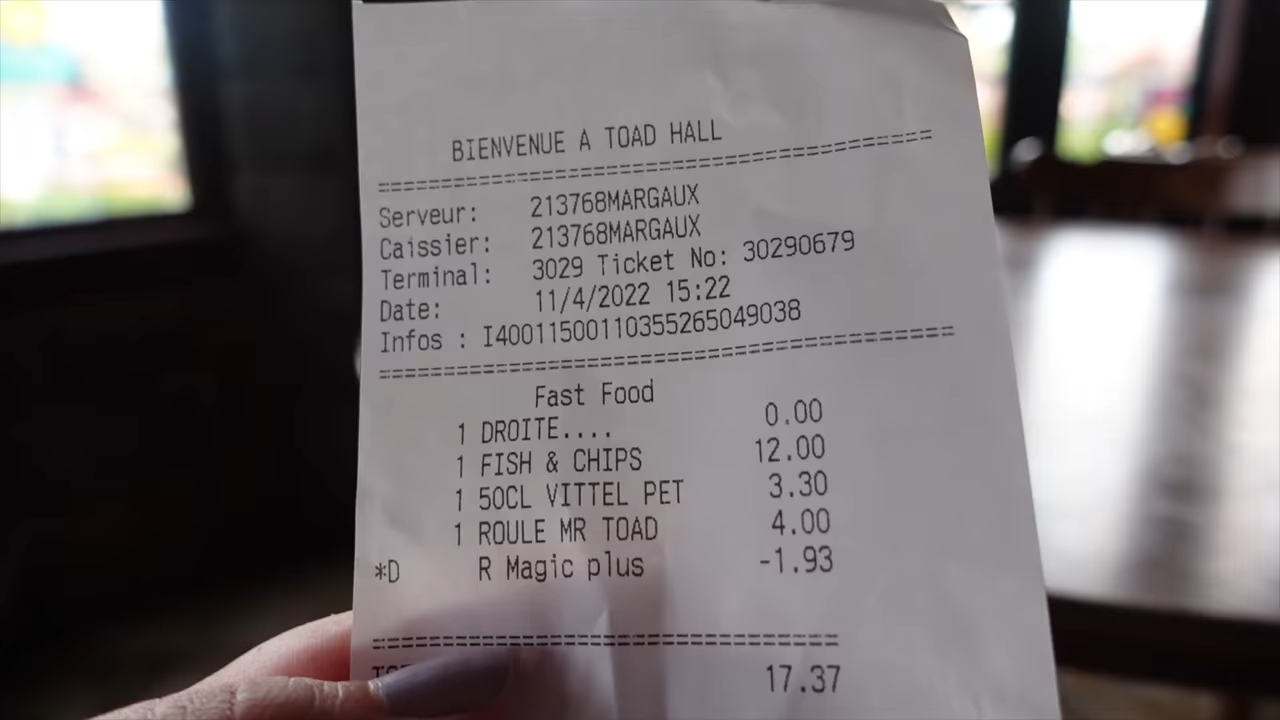 BIENVENUE A TOAD HALL
=============================================
Serveur: 213768MARGAUX
Caissier: 213768MARGAUX
Terminal: 3029 Ticket No: 30290679
Date: 11/4/2022 15:22
Infos : I40011500110355265049038
=============================================
Fast Food
1 DROITE.... 0.00
1 FISH & CHIPS 12.00
1 50CL VITTEL PET 3.30
1 ROULE MR TOAD 4.00
*D R Magic plus -1.93
=====================================
17.37